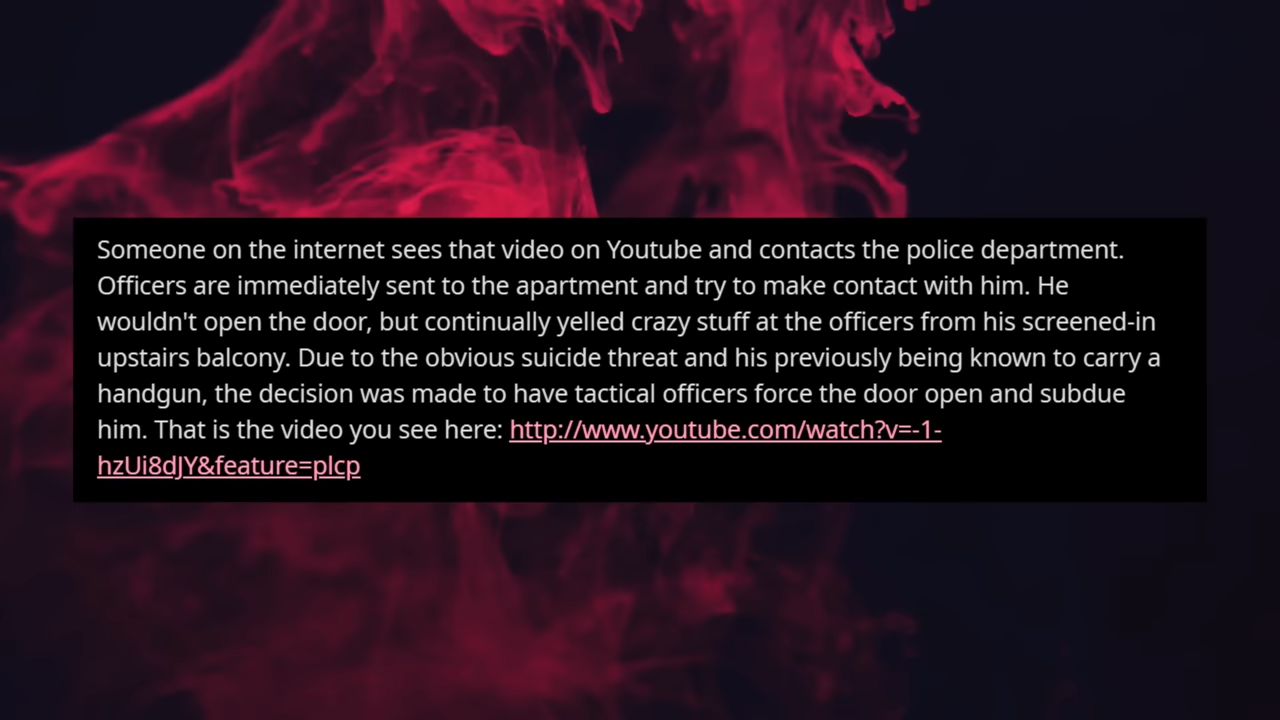 Someone on the internet sees that video on Youtube and contacts the police department.
Officers are immediately sent to the apartment and try to make contact with him. He
wouldn't open the door, but continually yelled crazy stuff at the officers from his screened-in
upstairs balcony. Due to the obvious suicide threat and his previously being known to carry a
handgun, the decision was made to have tactical officers force the door open and subdue
him. That is the video you see here: http://www.youtube.com/watch?v=-1-
hzUi8dJY&feature=plcp